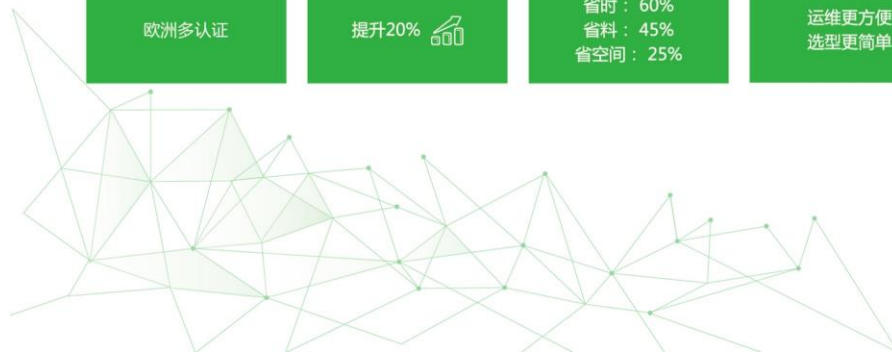 欧洲多认证
提升20%
省时： 60%
省料： 45%
省空间： 25%
运维更方便
选型更简单